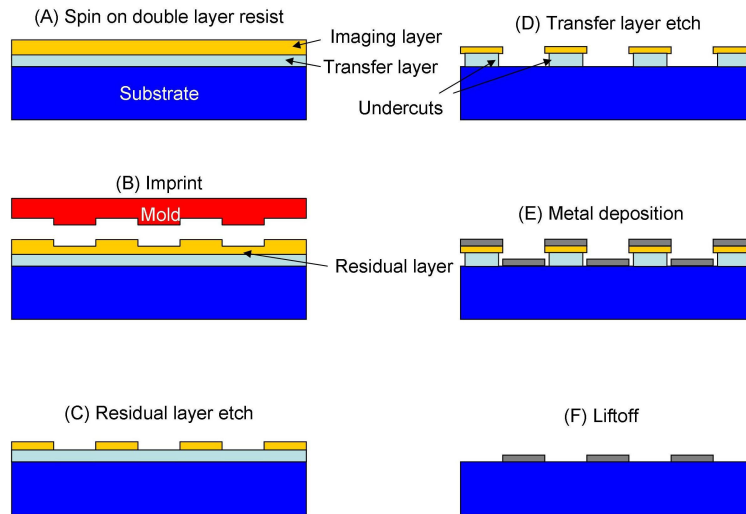 (A) Spin on double layer resist
Imaging layer
Transfer layer
Substrate
(B) Imprint
Mold
Residual layer
(C) Residual layer etch
(D) Transfer layer etch
Undercuts
(E) Metal deposition
(F) Liftoff